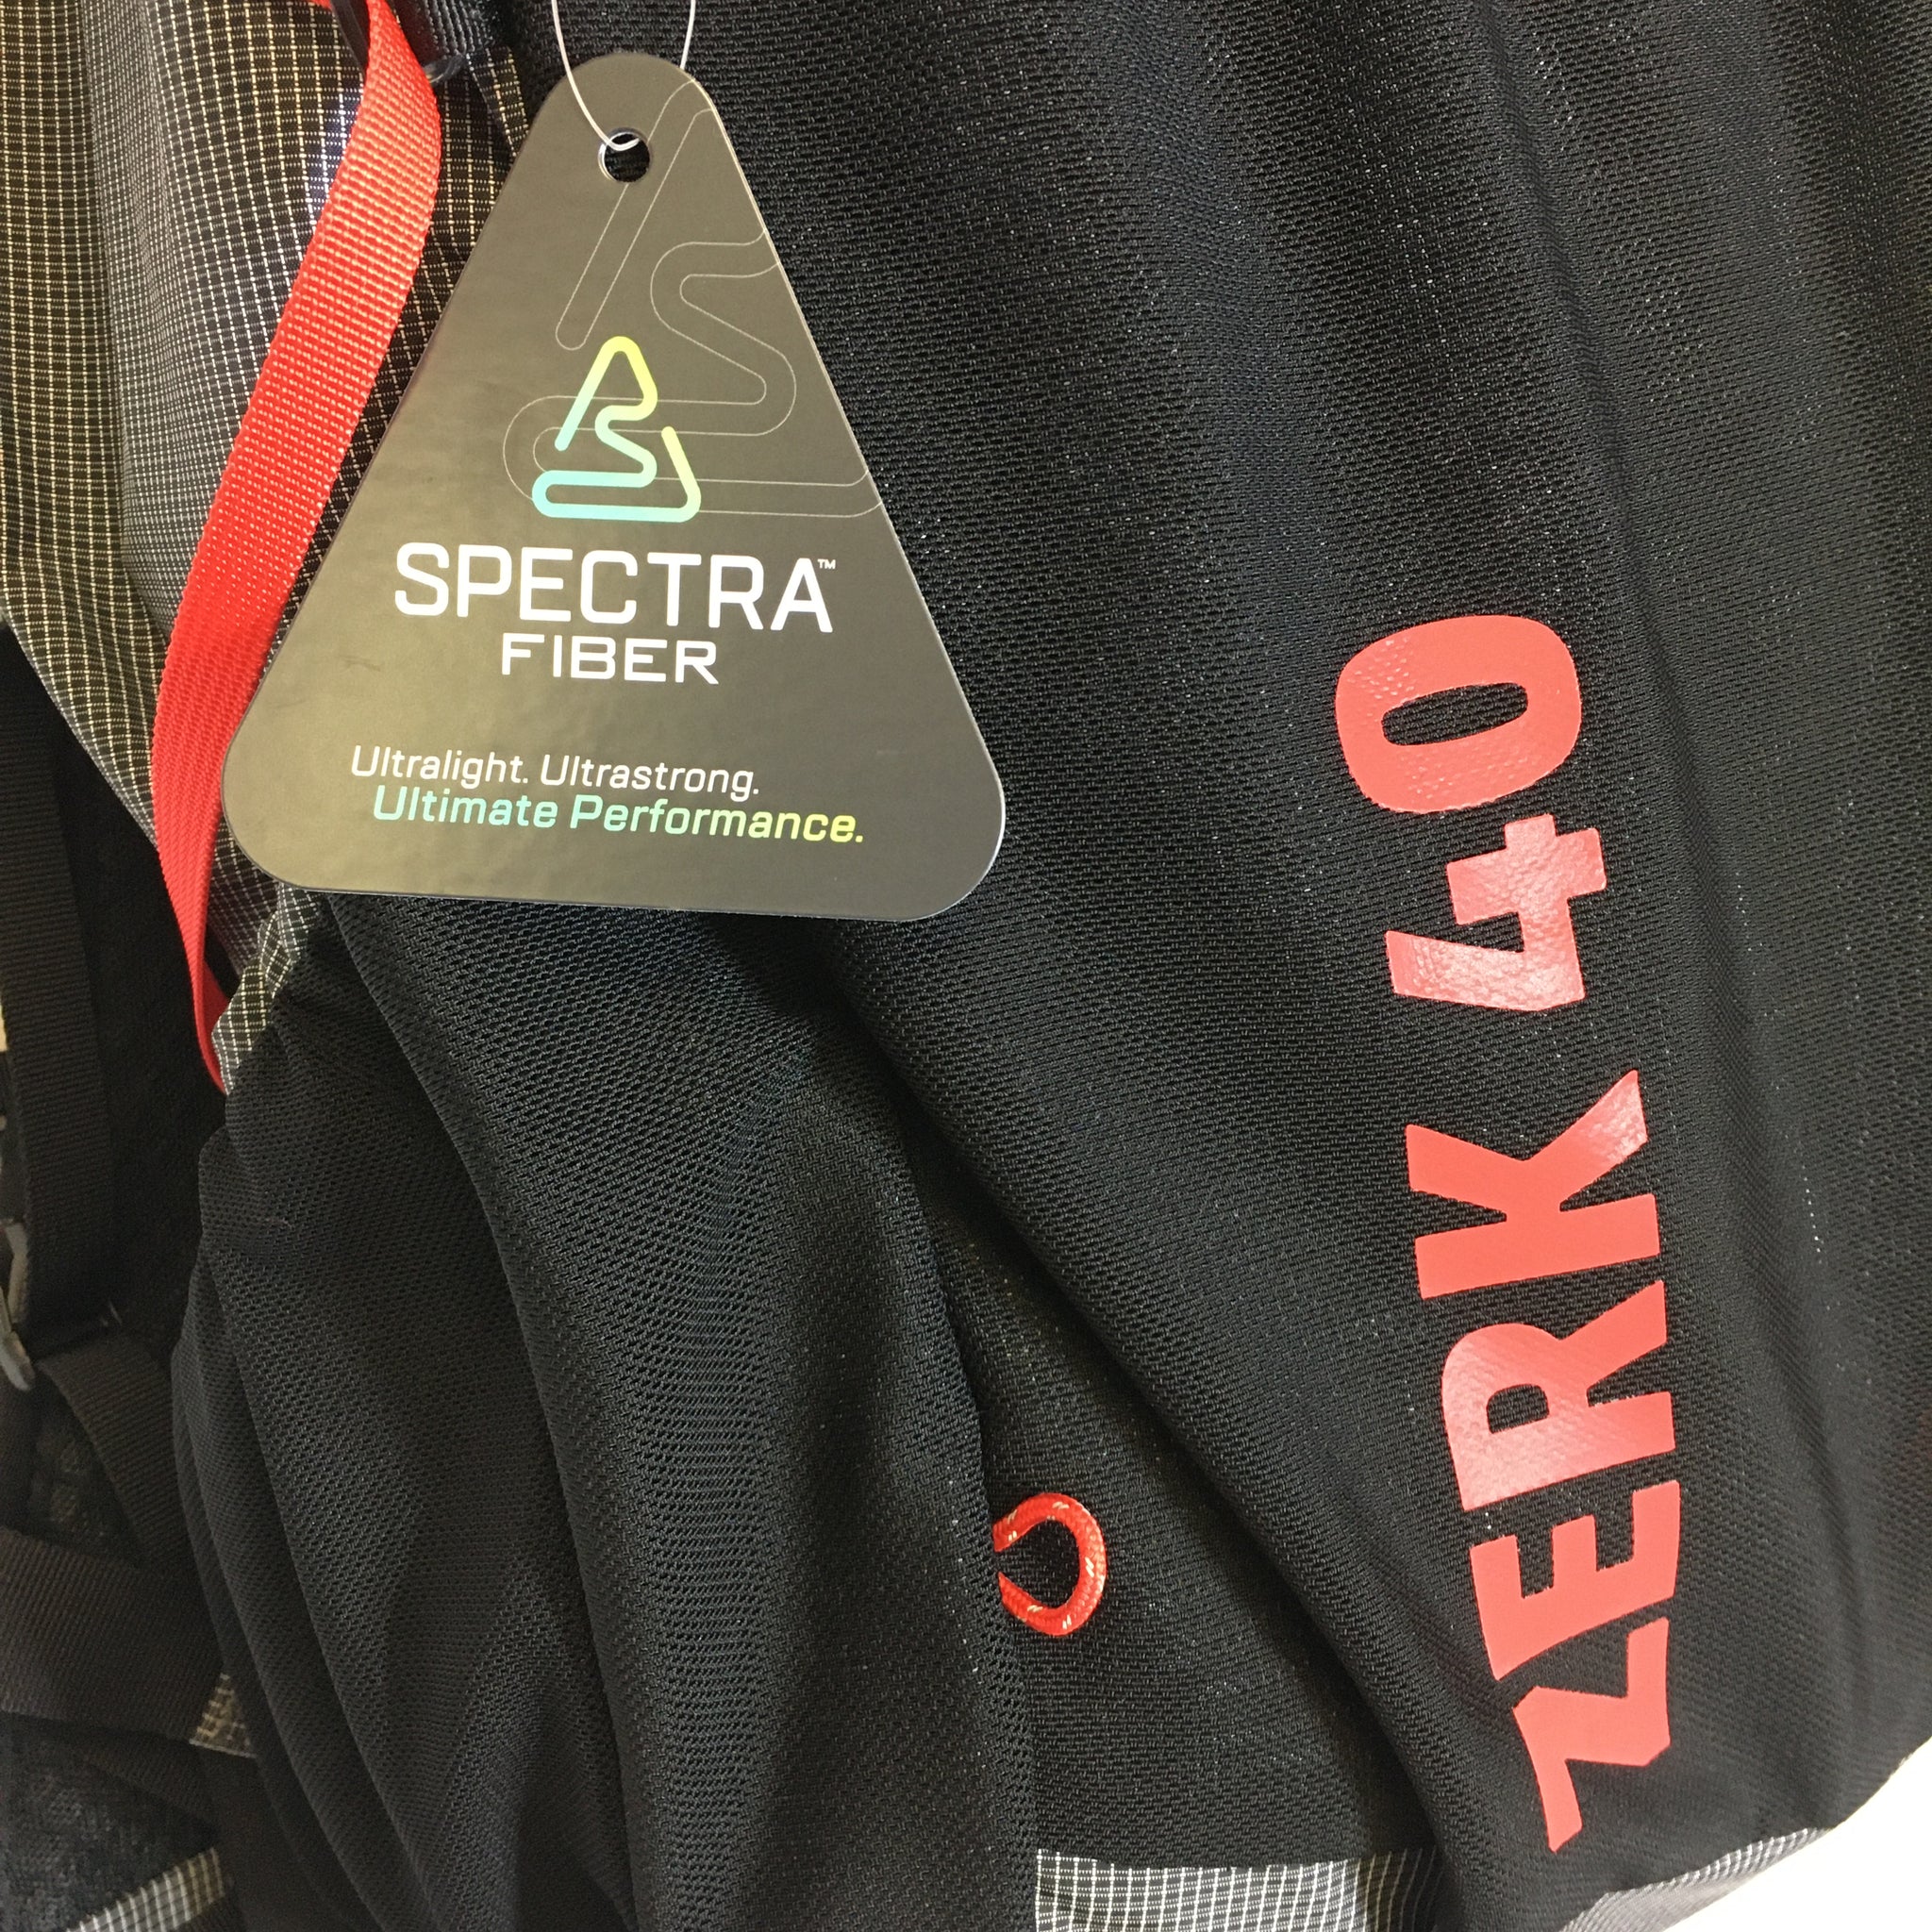 SPECTRA™
FIBER
Ultralight. Ultrastrong.
Ultimate Performance.
ZERK 40